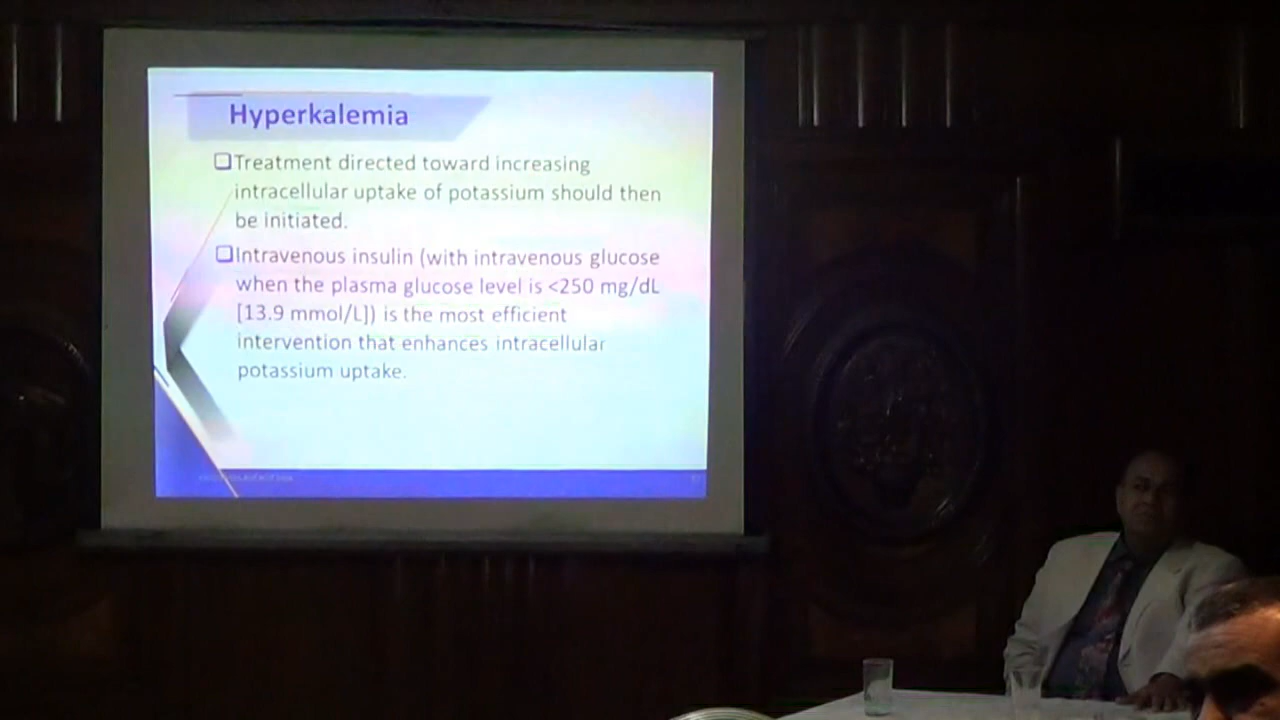 Hyperkalemia
Treatment directed toward increasing
intracellular uptake of potassium should then
be initiated.
Intravenous insulin (with intravenous glucose
when the plasma glucose level is <250 mg/dL
[13.9 mmol/L]) is the most efficient
intervention that enhances intracellular
potassium uptake.